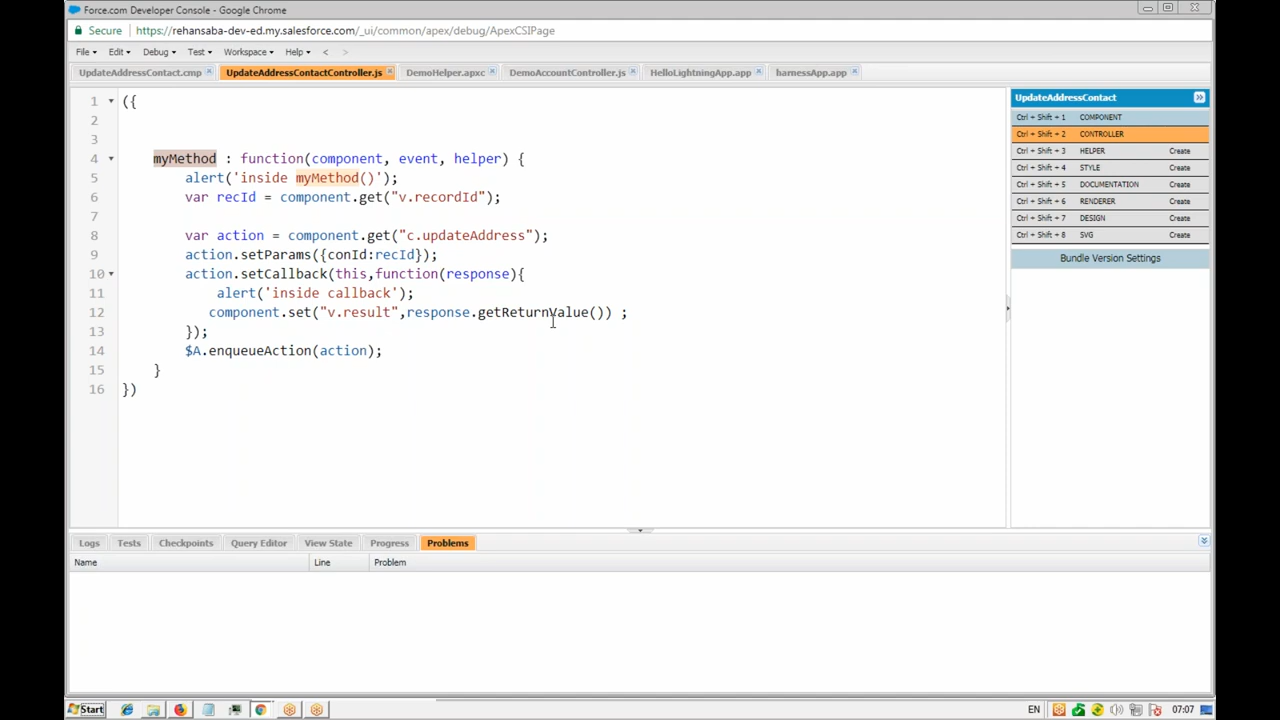 Force.com Developer Console - Google Chrome
Secure https://rehansaba-dev-ed.my.salesforce.com/_ui/common/apex/debug/ApexCSIPage
File Edit Debug Test Workspace Help < >
UpdateAddressContact.cmp UpdateAddressContactController.js DemoHelper.apxc DemoAccountController.js HelloLightningApp.app harnessApp.app
1 ({
2
3
4 myMethod : function(component, event, helper) {
5 alert('inside myMethod()');
6 var recId = component.get("v.recordId");
7
8 var action = component.get("c.updateAddress");
9 action.setParams({conId:recId});
10 action.setCallback(this,function(response){
11 alert('inside callback');
12 component.set("v.result",response.getReturnValue()) ;
13 });
14 $A.enqueueAction(action);
15 }
16 })
UpdateAddressContact
Ctrl + Shift + 1 COMPONENT
Ctrl + Shift + 2 CONTROLLER
Ctrl + Shift + 3 HELPER Create
Ctrl + Shift + 4 STYLE Create
Ctrl + Shift + 5 DOCUMENTATION Create
Ctrl + Shift + 6 RENDERER Create
Ctrl + Shift + 7 DESIGN Create
Ctrl + Shift + 8 SVG Create
Bundle Version Settings
Logs Tests Checkpoints Query Editor View State Progress Problems
Name Line Problem
Start EN 07:07